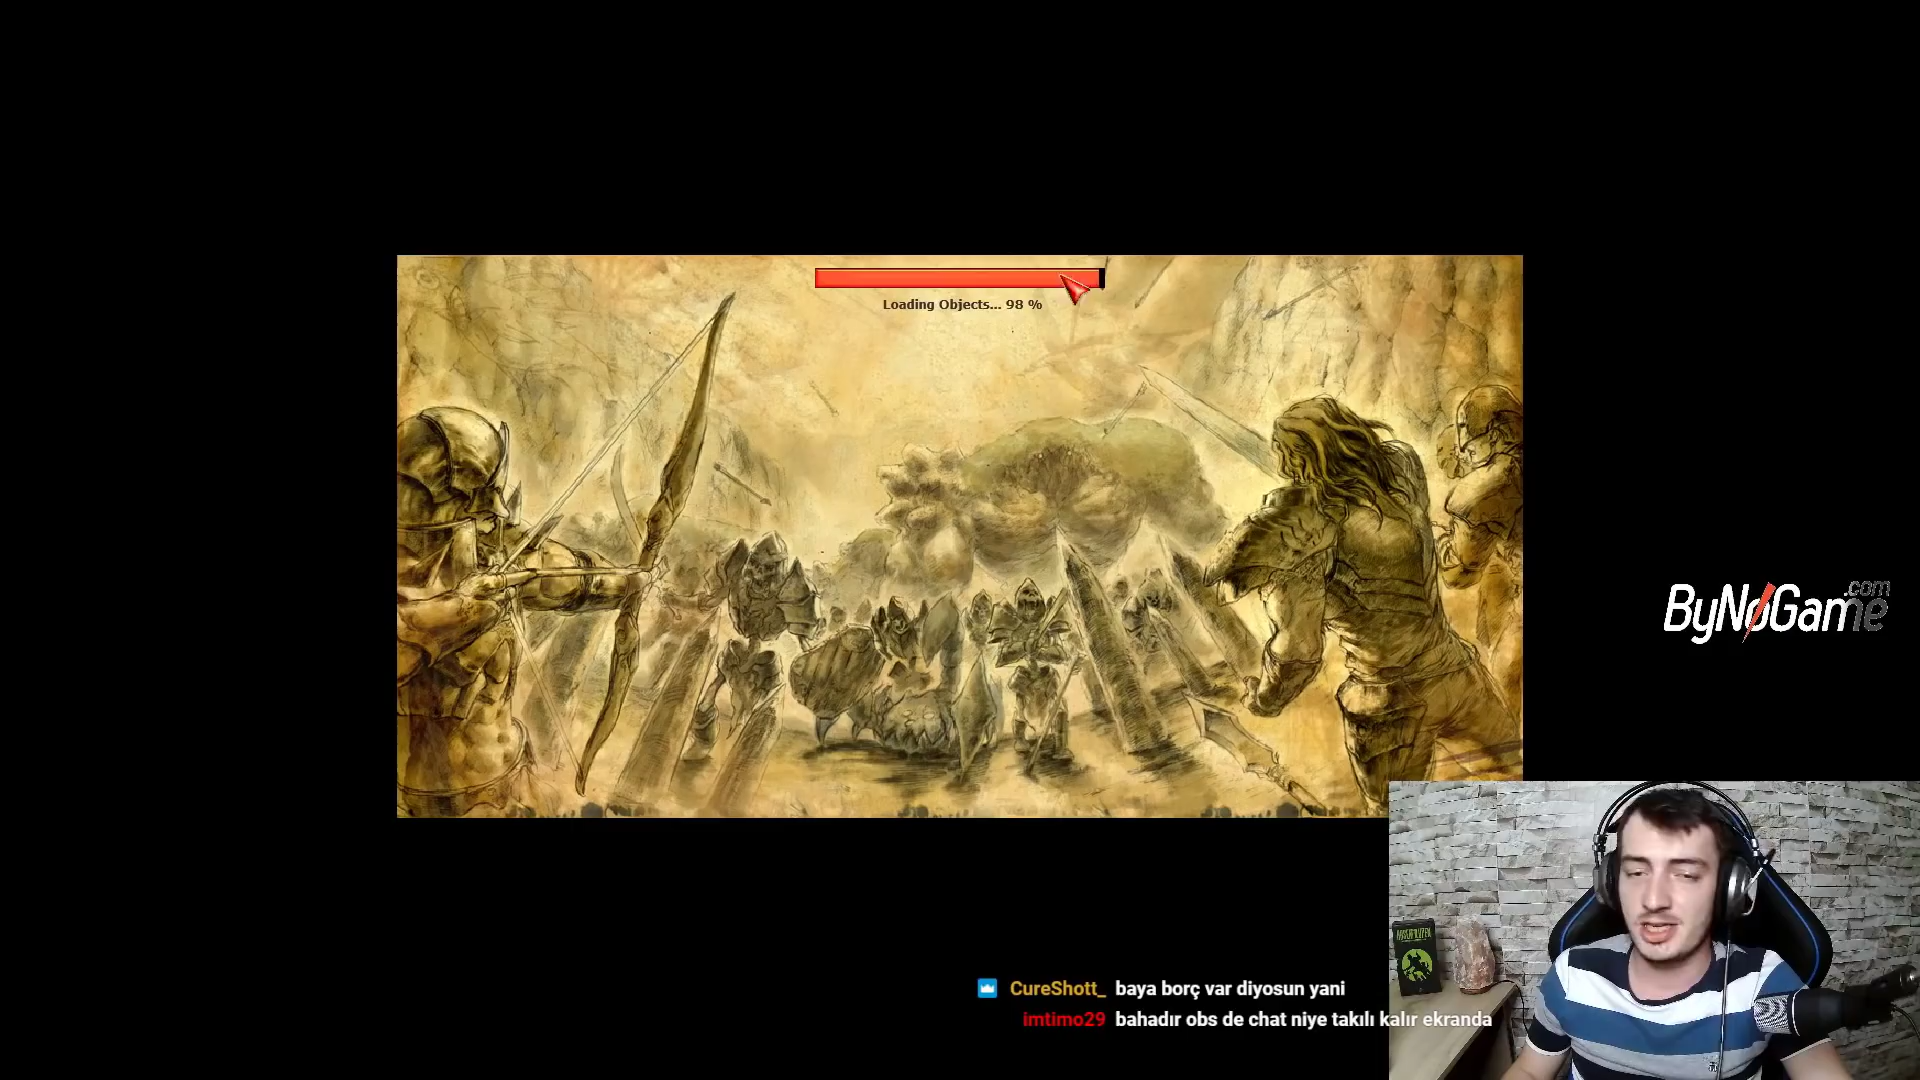 Loading Objects... 98 %
ByNoGame.com
CureShott_ baya borç var diyosun yani
imtimo29 bahadır obs de chat niye takılı kalır ekranda